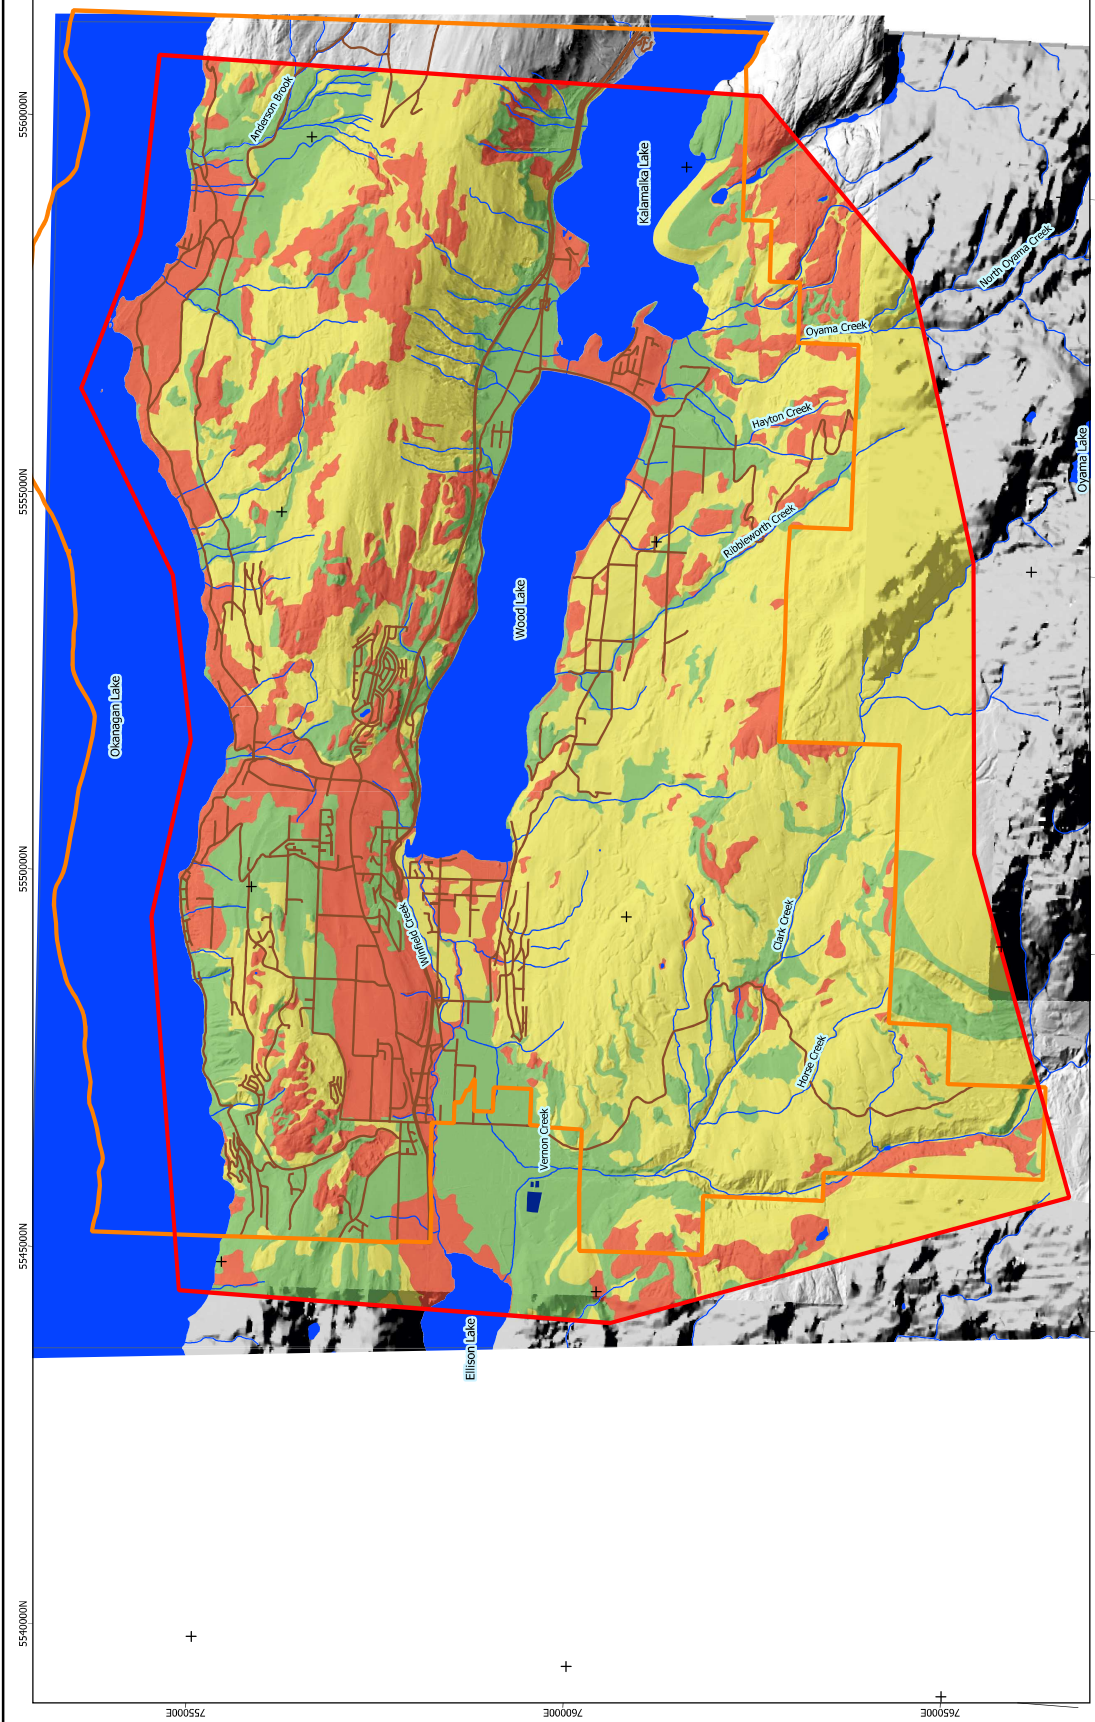 5560000N
5555000N
5550000N
5545000N
5540000N
Anderson Brook
Kalamalka Lake
North Oyama Creek
Oyama Creek
Hayton Creek
Oyama Lake
Ribbleworth Creek
Wood Lake
Okanagan Lake
Winfield Creek
Clark Creek
Horse Creek
Vernon Creek
Ellison Lake
755000E
760000E
765000E